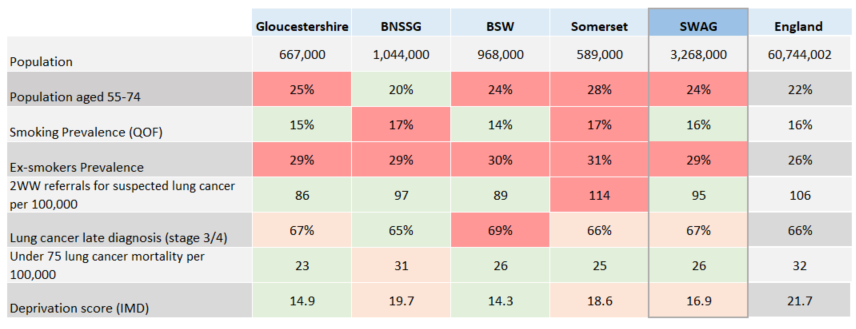 Gloucestershire BNSSG BSW Somerset SWAG England
Population 667,000 1,044,000 968,000 589,000 3,268,000 60,744,002
Population aged 55-74 25% 20% 24% 28% 24% 22%
Smoking Prevalence (QOF) 15% 17% 14% 17% 16% 16%
Ex-smokers Prevalence 29% 29% 30% 31% 29% 26%
2WW referrals for suspected lung cancer
per 100,000 86 97 89 114 95 106
Lung cancer late diagnosis (stage 3/4) 67% 65% 69% 66% 67% 66%
Under 75 lung cancer mortality per
100,000 23 31 26 25 26 32
Deprivation score (IMD) 14.9 19.7 14.3 18.6 16.9 21.7